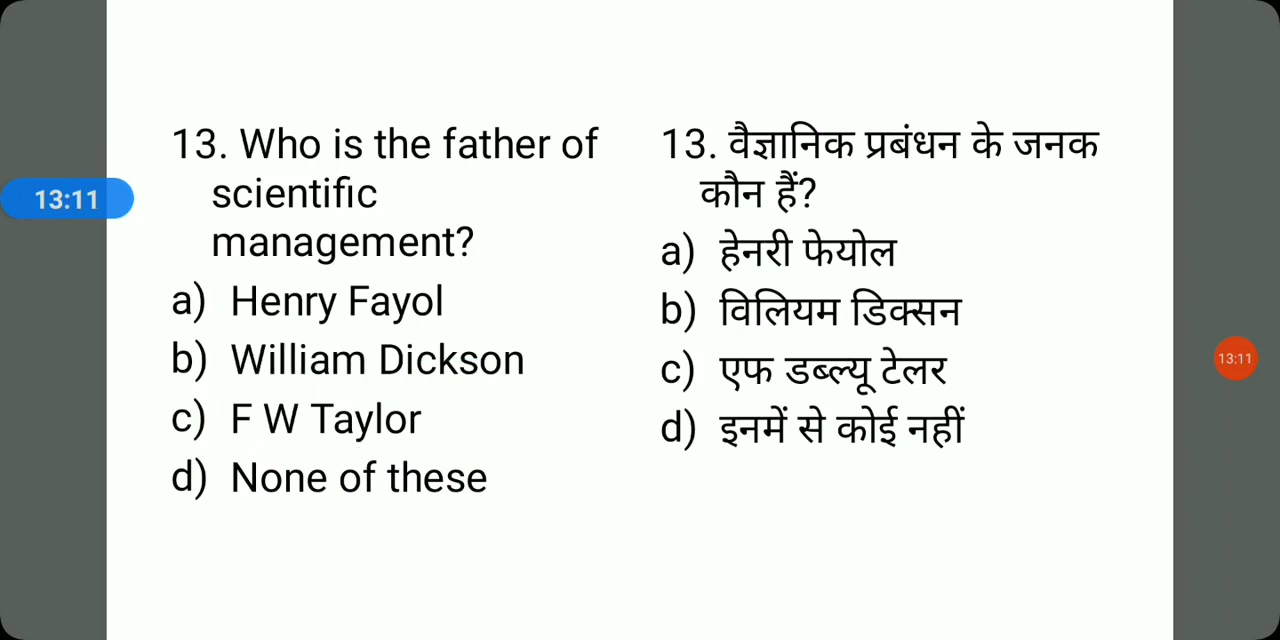 13. Who is the father of
scientific
management?
a) Henry Fayol
b) William Dickson
c) F W Taylor
d) None of these
13. वैज्ञानिक प्रबंधन के जनक
कौन हैं?
a) हेनरी फेयोल
b) विलियम डिक्सन
c) एफ डब्ल्यू टेलर
d) इनमें से कोई नहीं
13:11
13:11